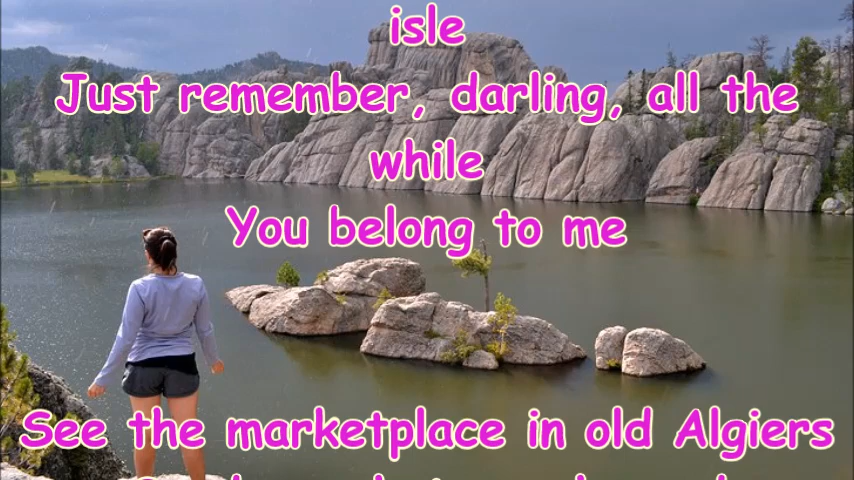 isle
Just remember, darling, all the
while
You belong to me
See the marketplace in old Algiers